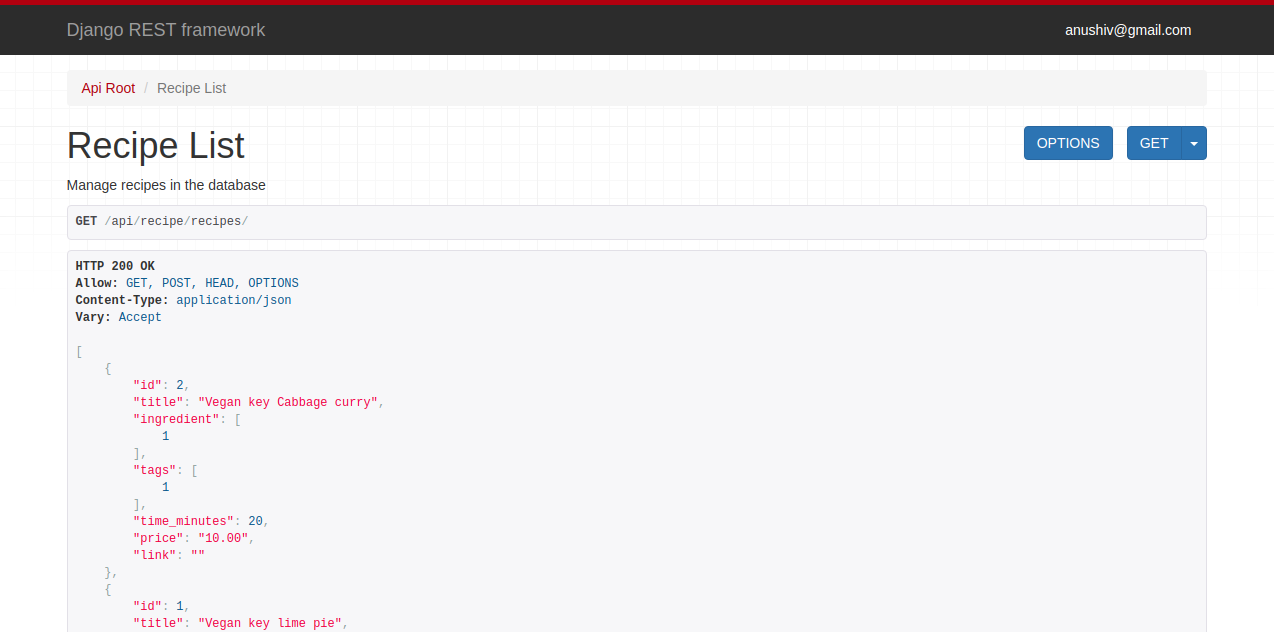 Django REST framework
anushiv@gmail.com
Api Root / Recipe List
Recipe List
OPTIONS
GET
Manage recipes in the database
GET /api/recipe/recipes/
HTTP 200 OK
Allow: GET, POST, HEAD, OPTIONS
Content-Type: application/json
Vary: Accept
[
    {
        "id": 2,
        "title": "Vegan key Cabbage curry",
        "ingredient": [
            1
        ],
        "tags": [
            1
        ],
        "time_minutes": 20,
        "price": "10.00",
        "link": ""
    },
    {
        "id": 1,
        "title": "Vegan key lime pie",